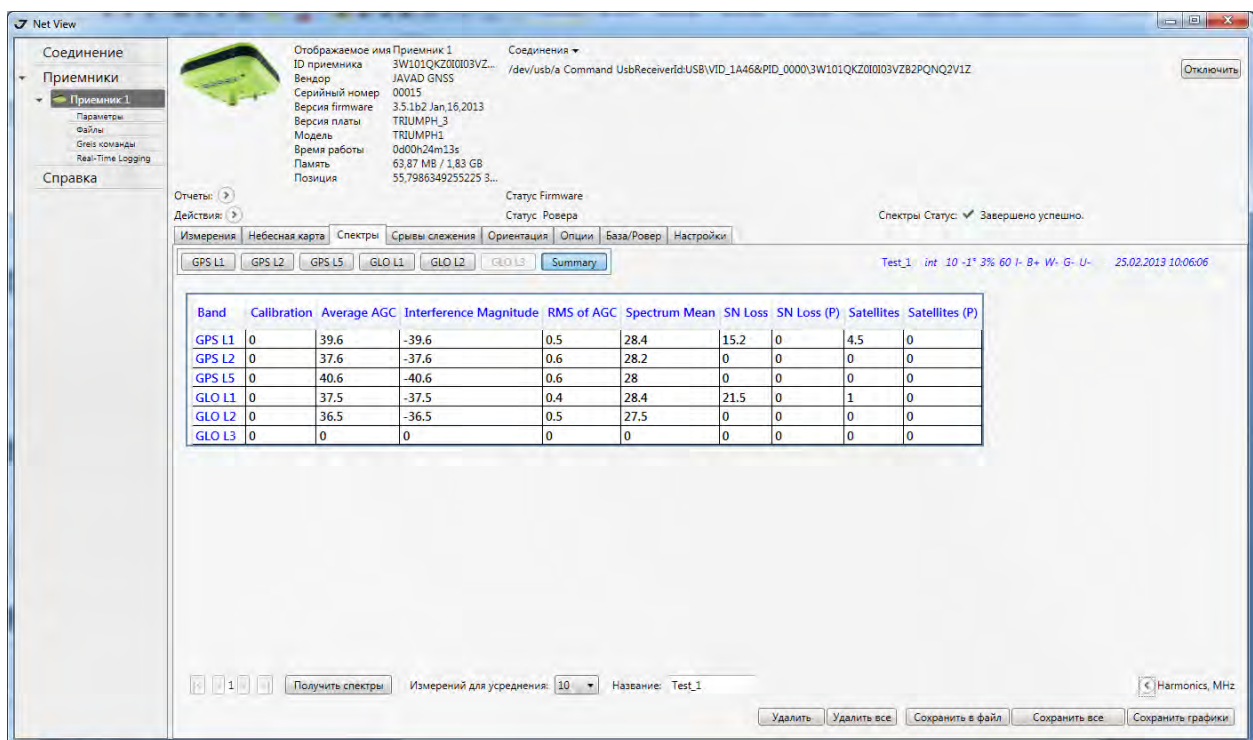 Net View
Соединение
Приемники
Приемник 1
Параметры
Файлы
Greis команды
Real-Time Logging
Справка
Отображаемое имя Приемник 1
ID приемника 3W101QKZ0I0I03VZ...
Вендор JAVAD GNSS
Серийный номер 00015
Версия firmware 3.5.1b2 Jan,16,2013
Версия платы TRIUMPH_3
Модель TRIUMPH1
Время работы 0d00h24m13s
Память 63,87 MB / 1,83 GB
Позиция 55,7986349255225 3...
Соединения
/dev/usb/a Command UsbReceiverId:USB\VID_1A46&PID_0000\3W101QKZ0I0I03VZB2PQNQ2V1Z
Отключить
Отчеты:
Статус Firmware
Действия:
Статус Ровера
Спектры Статус: Завершено успешно.
Измерения Небесная карта Спектры Срывы слежения Ориентация Опции База/Ровер Настройки
GPS L1 GPS L2 GPS L5 GLO L1 GLO L2 GLO L3 Summary
Test_1 int 10 -1° 3% 60 I- B+ W- G- U- 25.02.2013 10:06:06
Band Calibration Average AGC Interference Magnitude RMS of AGC Spectrum Mean SN Loss SN Loss (P) Satellites Satellites (P)
GPS L1 0 39.6 -39.6 0.5 28.4 15.2 0 4.5 0
GPS L2 0 37.6 -37.6 0.6 28.2 0 0 0 0
GPS L5 0 40.6 -40.6 0.6 28 0 0 0 0
GLO L1 0 37.5 -37.5 0.4 28.4 21.5 0 1 0
GLO L2 0 36.5 -36.5 0.5 27.5 0 0 0 0
GLO L3 0 0 0 0 0 0 0 0 0
1 Получить спектры Измерений для усреднения: 10 Название: Test_1
Harmonics, MHz
Удалить Удалить все Сохранить в файл Сохранить все Сохранить графики